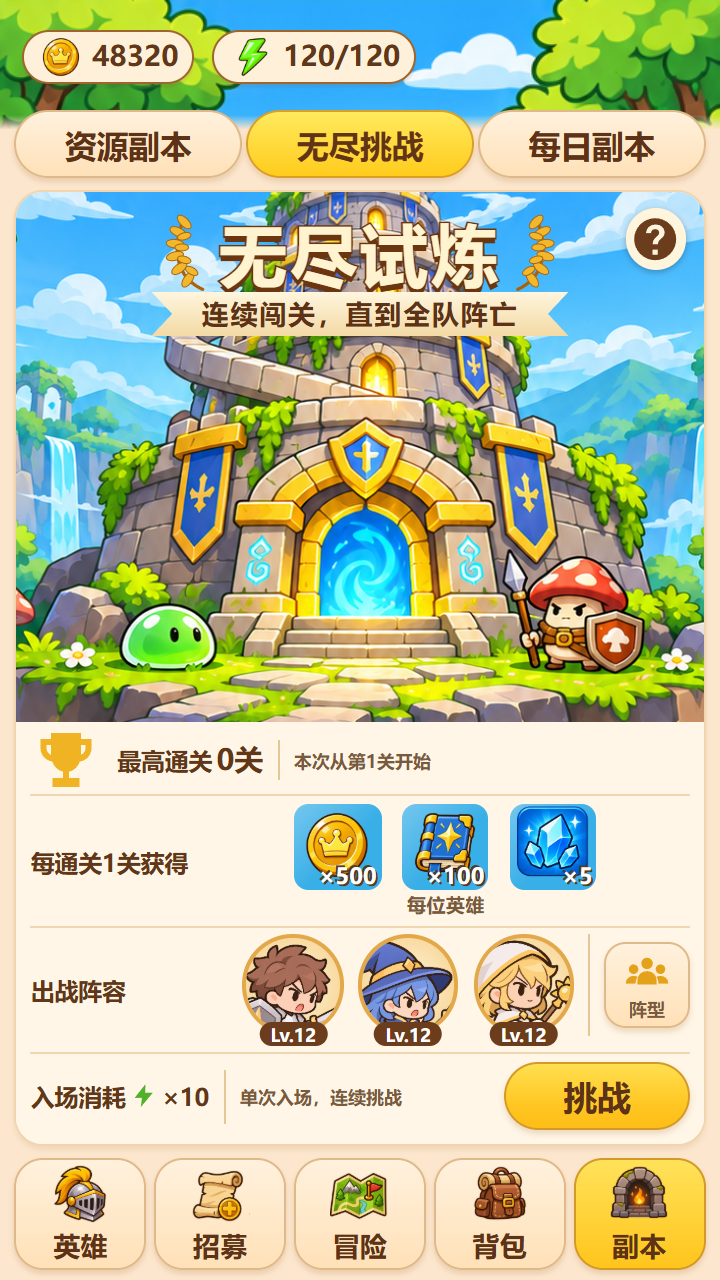 48320
120/120
资源副本
无尽挑战
每日副本
无尽试炼
?
连续闯关，直到全队阵亡
最高通关 0关
本次从第1关开始
每通关1关获得
×500
×100
×5
每位英雄
出战阵容
Lv.12
Lv.12
Lv.12
阵型
入场消耗 ×10
单次入场，连续挑战
挑战
英雄
招募
冒险
背包
副本